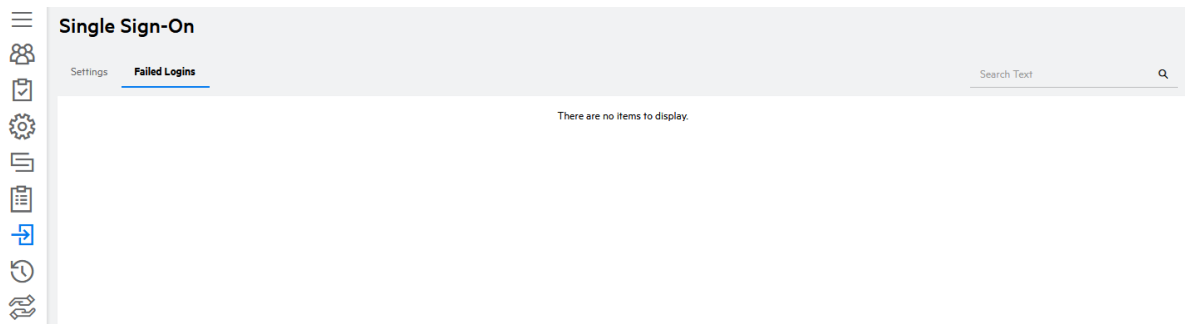 Single Sign-On
Settings Failed Logins Search Text
There are no items to display.